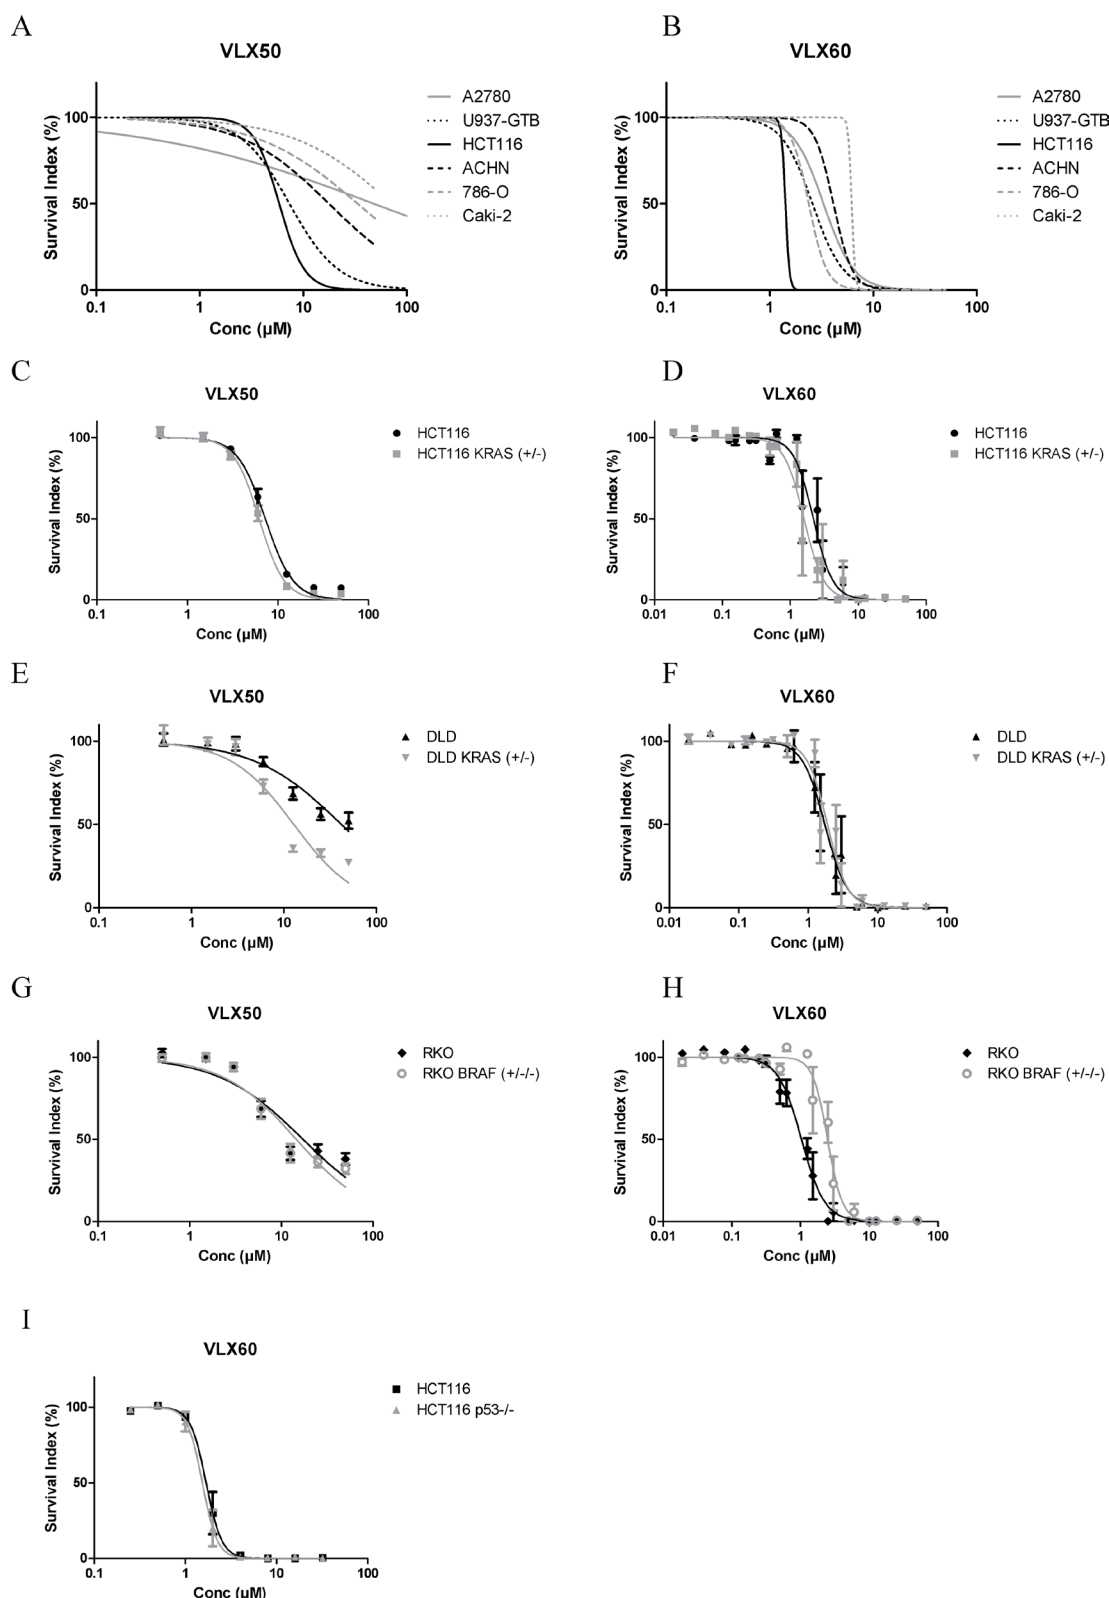 A
VLX50
Survival Index (%)
100
50
0
0.1
1
10
100
Conc (µM)
A2780
U937-GTB
HCT116
ACHN
786-O
Caki-2
B
VLX60
Survival Index (%)
100
50
0
0.1
1
10
100
Conc (µM)
A2780
U937-GTB
HCT116
ACHN
786-O
Caki-2
C
VLX50
Survival Index (%)
100
50
0
0.1
1
10
100
Conc (µM)
HCT116
HCT116 KRAS (+/-)
D
VLX60
Survival Index (%)
100
50
0
0.01
0.1
1
10
100
Conc (µM)
HCT116
HCT116 KRAS (+/-)
E
VLX50
Survival Index (%)
100
50
0
0.1
1
10
100
Conc (µM)
DLD
DLD KRAS (+/-)
F
VLX60
Survival Index (%)
100
50
0
0.01
0.1
1
10
100
Conc (µM)
DLD
DLD KRAS (+/-)
G
VLX50
Survival Index (%)
100
50
0
0.1
1
10
100
Conc (µM)
RKO
RKO BRAF (+/-/-)
H
VLX60
Survival Index (%)
100
50
0
0.01
0.1
1
10
100
Conc (µM)
RKO
RKO BRAF (+/-/-)
I
VLX60
Survival Index (%)
100
50
0
0.1
1
10
100
Conc (µM)
HCT116
HCT116 p53-/-